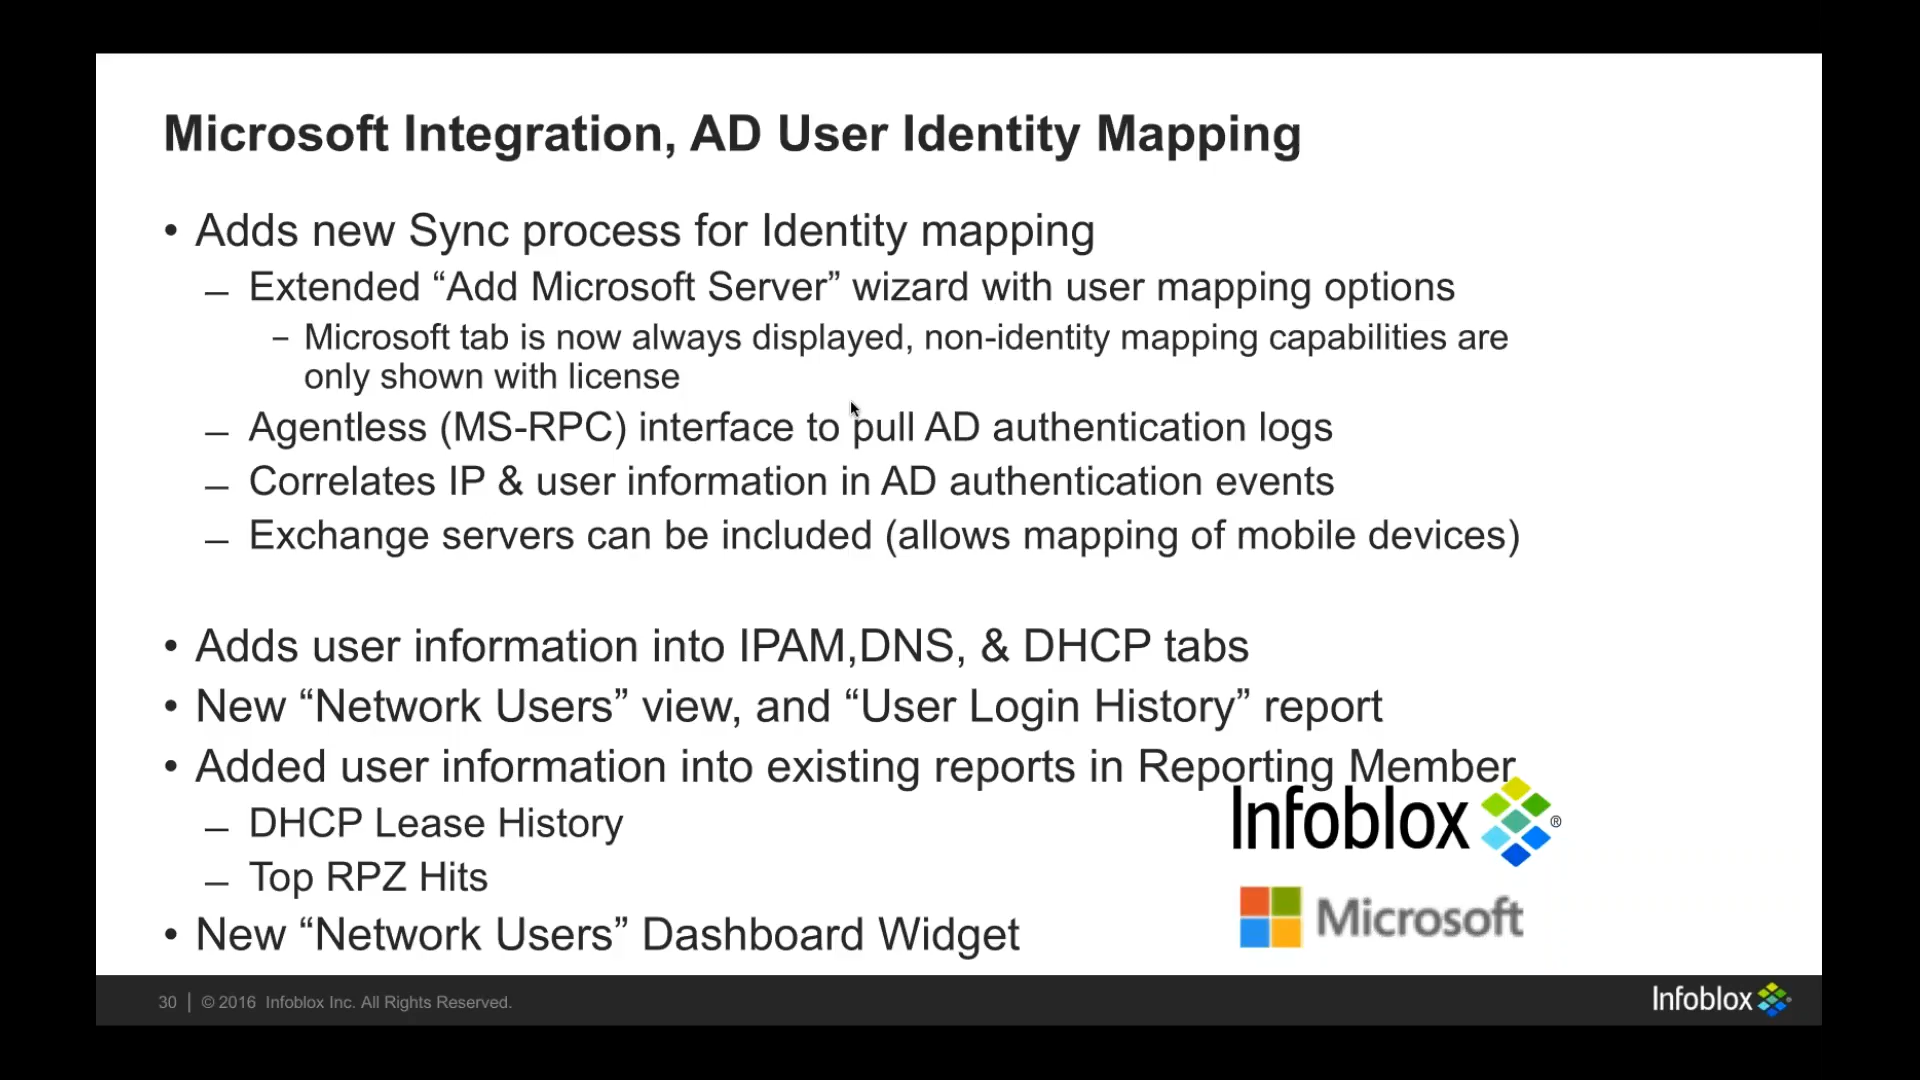 Microsoft Integration, AD User Identity Mapping
• Adds new Sync process for Identity mapping
– Extended “Add Microsoft Server” wizard with user mapping options
− Microsoft tab is now always displayed, non-identity mapping capabilities are
only shown with license
– Agentless (MS-RPC) interface to pull AD authentication logs
– Correlates IP & user information in AD authentication events
– Exchange servers can be included (allows mapping of mobile devices)
• Adds user information into IPAM,DNS, & DHCP tabs
• New “Network Users” view, and “User Login History” report
• Added user information into existing reports in Reporting Member
– DHCP Lease History
– Top RPZ Hits
• New “Network Users” Dashboard Widget
Infoblox ®
Microsoft
30 | © 2016 Infoblox Inc. All Rights Reserved.
Infoblox